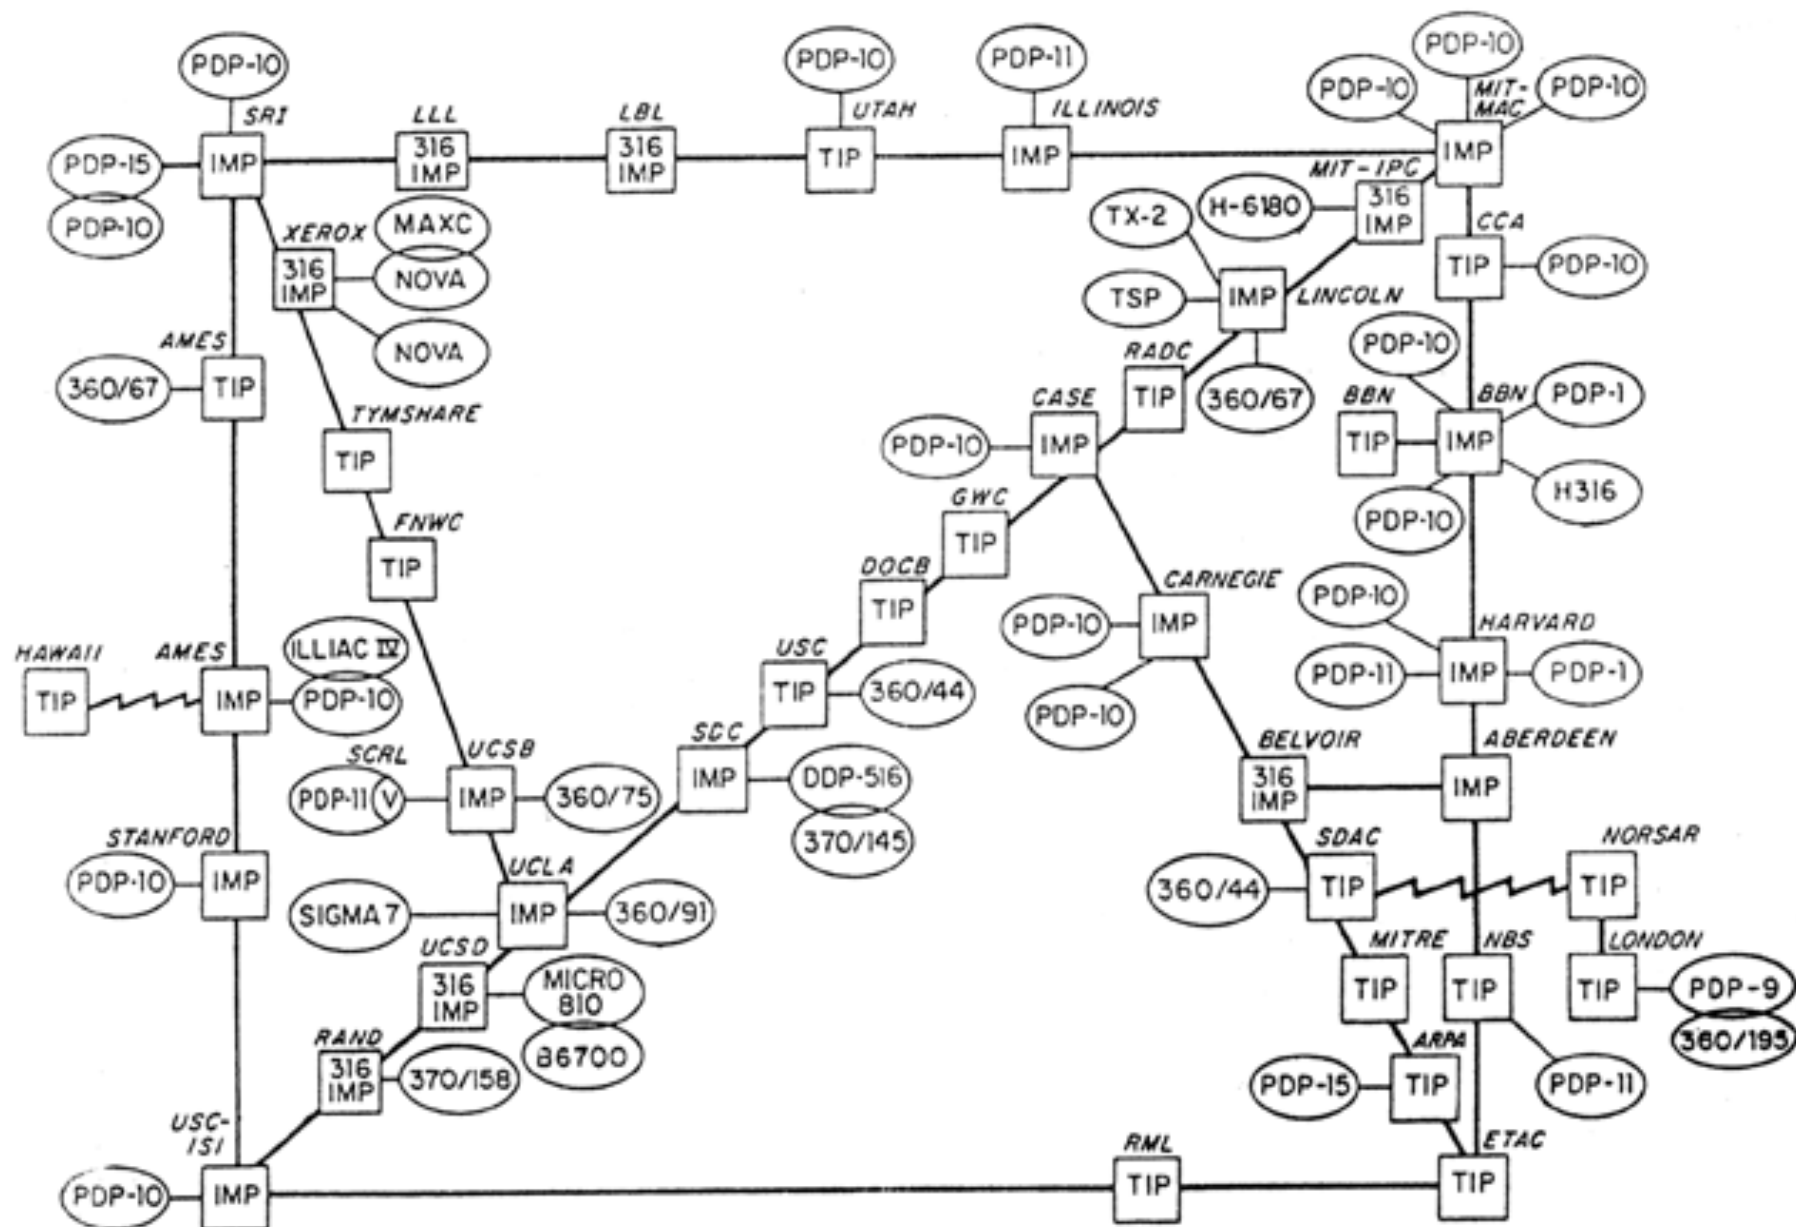 PDP-10
SRI
PDP-15
IMP
PDP-10
LLL
316
IMP
LBL
316
IMP
PDP-10
UTAH
TIP
PDP-11
ILLINOIS
IMP
PDP-10
PDP-10
MIT-
MAC
PDP-10
IMP
MIT-IPC
H-6180
316
IMP
CCA
TIP
PDP-10
XEROX
316
IMP
MAXC
NOVA
NOVA
TX-2
TSP
IMP
LINCOLN
360/67
AMES
360/67
TIP
TYMSHARE
TIP
RADC
TIP
CASE
PDP-10
IMP
PDP-10
BBN
TIP
BBN
IMP
PDP-1
H316
PDP-10
FNWC
TIP
GWC
TIP
DOCB
TIP
CARNEGIE
PDP-10
IMP
PDP-10
PDP-10
HARVARD
PDP-11
IMP
PDP-1
HAWAII
TIP
AMES
IMP
ILLIAC IV
PDP-10
USC
TIP
360/44
SDC
IMP
DDP-516
370/145
SCRL
PDP-11 V
UCSB
IMP
360/75
BELVOIR
316
IMP
ABERDEEN
IMP
STANFORD
PDP-10
IMP
UCLA
SIGMA 7
IMP
360/91
SDAC
360/44
TIP
NORSAR
TIP
UCSD
316
IMP
MICRO
810
B6700
MITRE
TIP
NBS
TIP
LONDON
TIP
PDP-9
360/195
RAND
316
IMP
370/158
ARPA
PDP-15
TIP
PDP-11
USC-
ISI
PDP-10
IMP
RML
TIP
ETAC
TIP